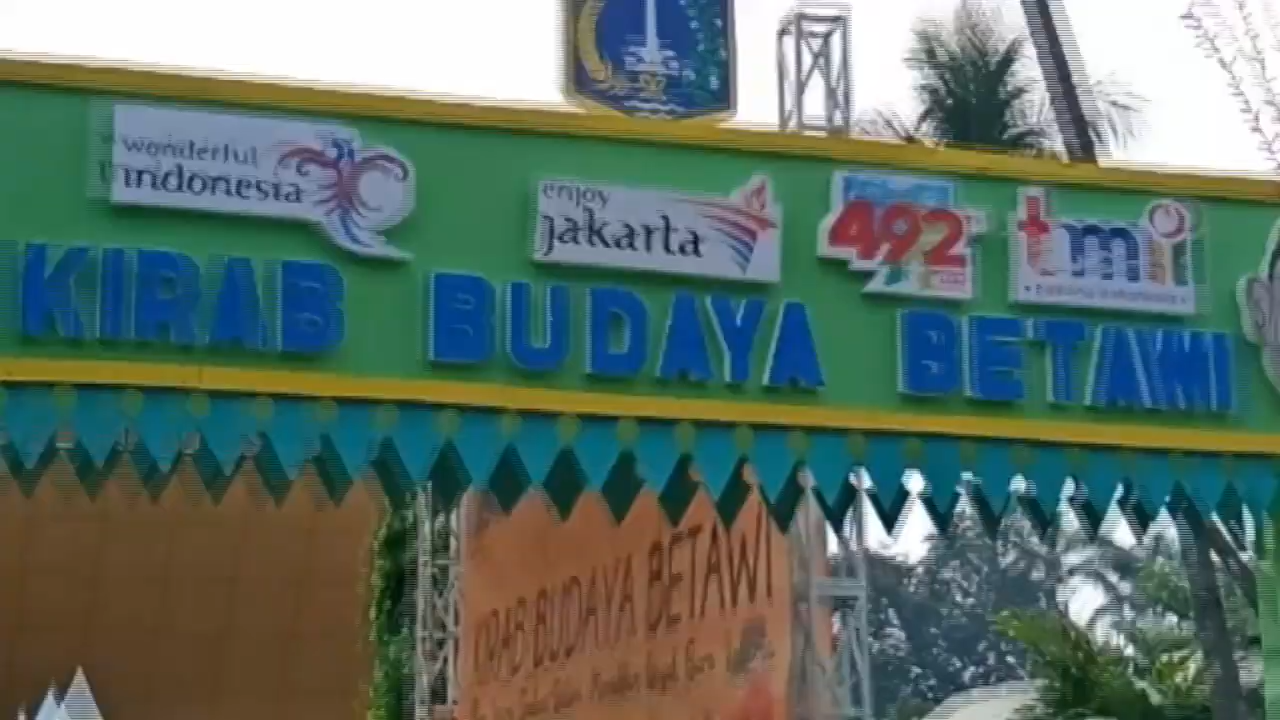 wonderful
indonesia
enjoy
jakarta
492
tmii
KIRAB BUDAYA BETAWI
KIRAB BUDAYA BETAWI